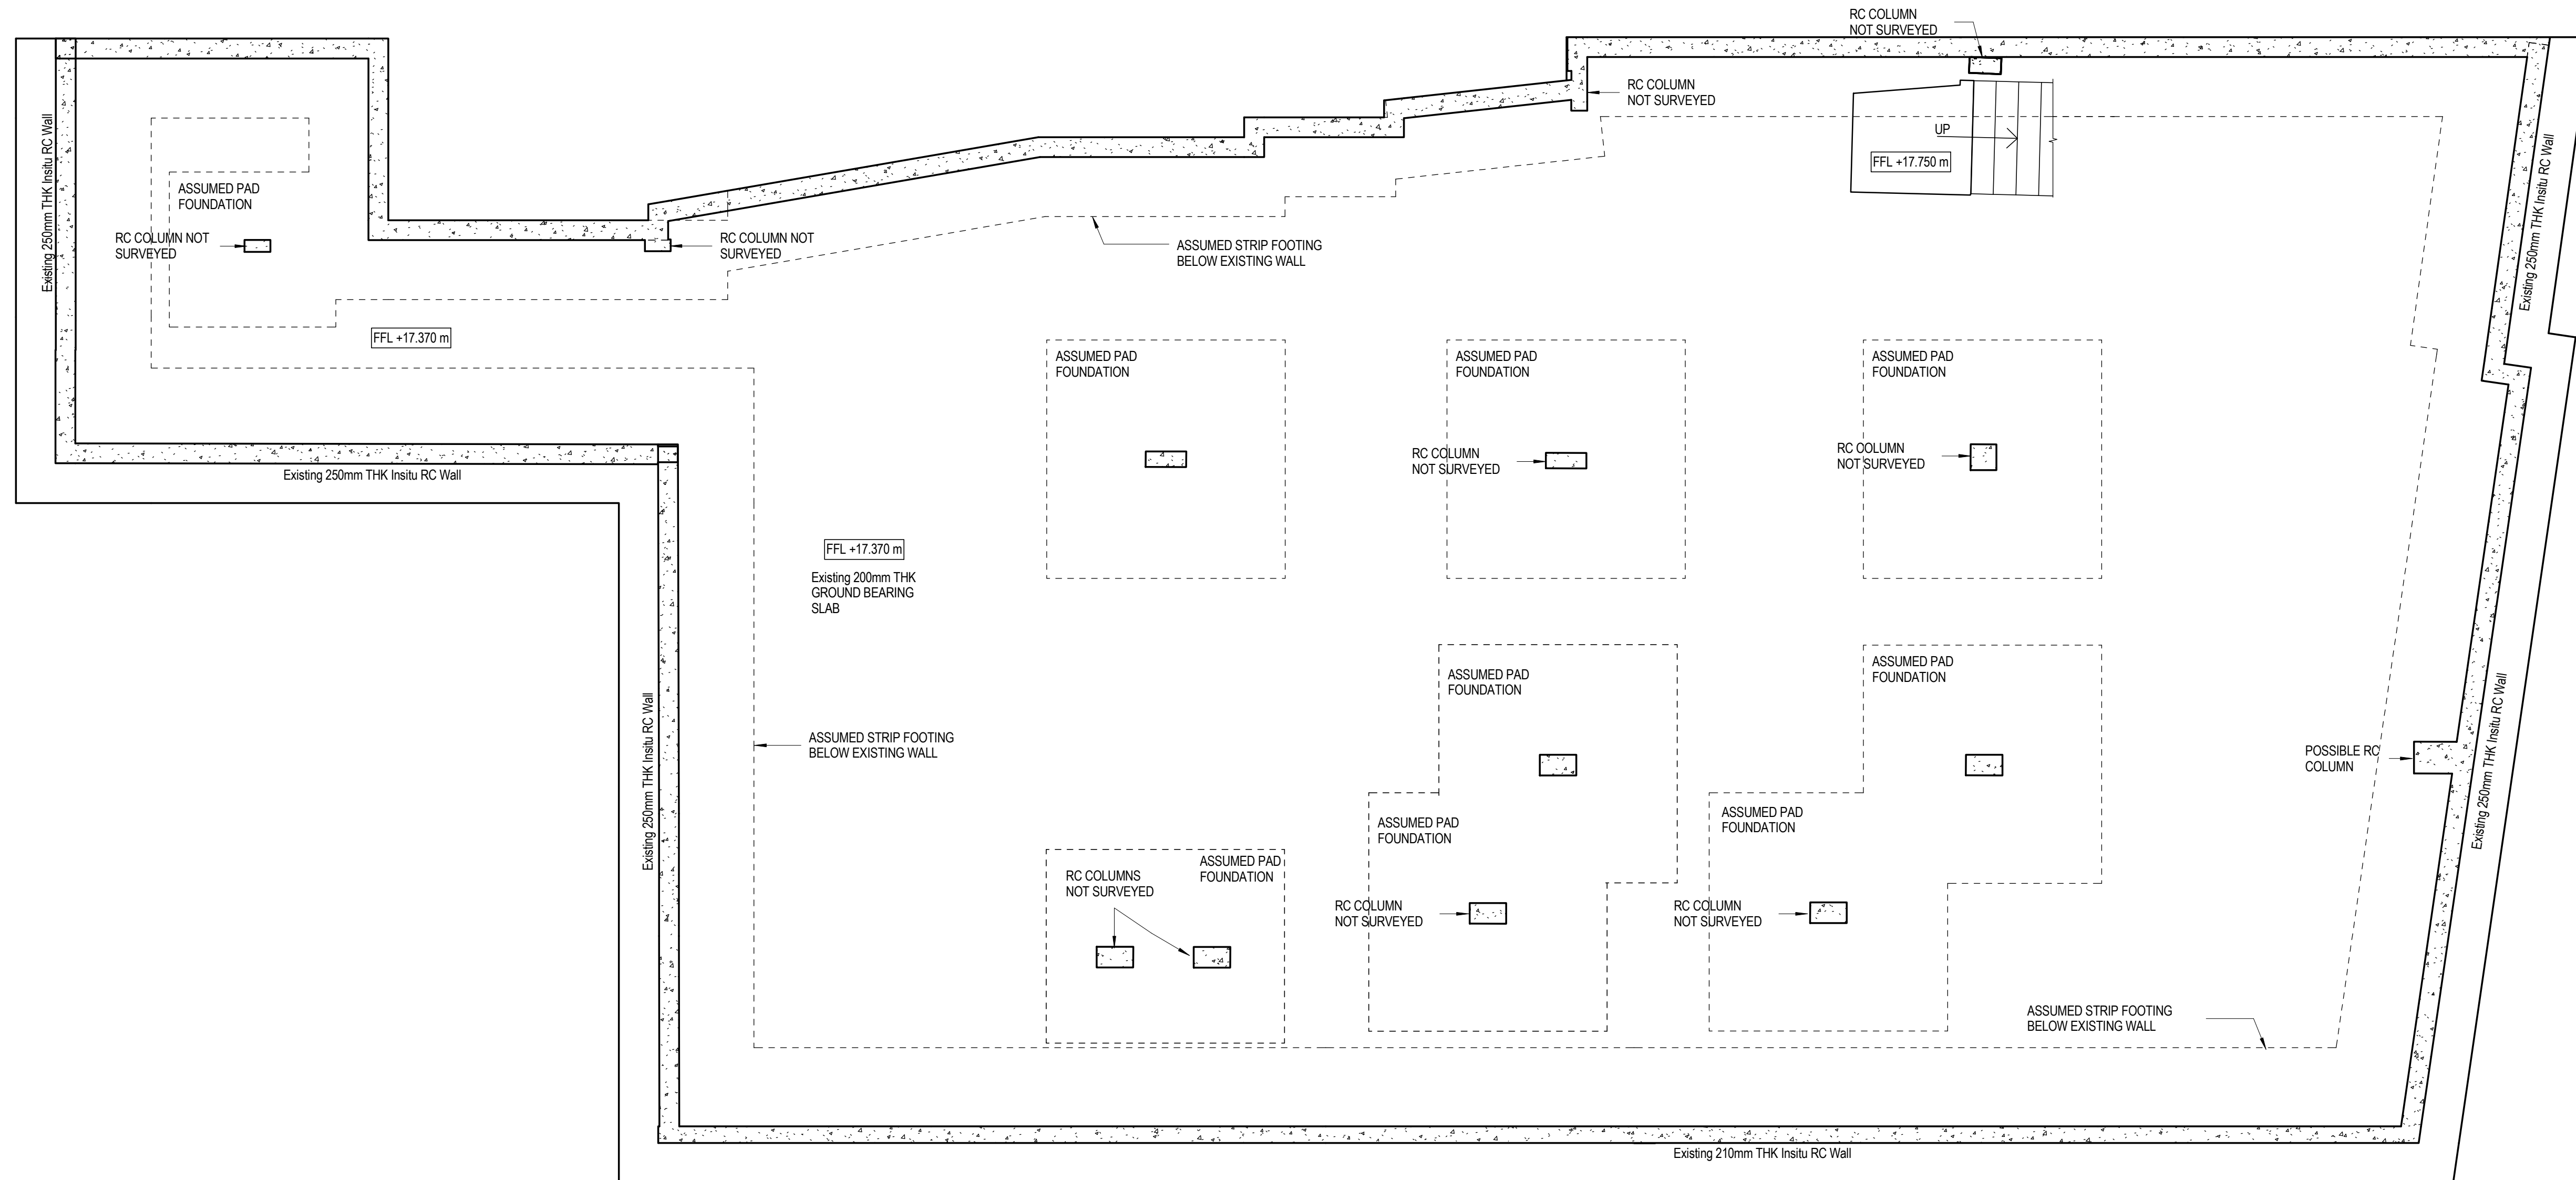 RC COLUMN
NOT SURVEYED
RC COLUMN
NOT SURVEYED
UP
FFL +17.750 m
Existing 250mm THK Insitu RC Wall
Existing 250mm THK Insitu RC Wall
ASSUMED PAD
FOUNDATION
RC COLUMN NOT
SURVEYED
RC COLUMN NOT
SURVEYED
ASSUMED STRIP FOOTING
BELOW EXISTING WALL
FFL +17.370 m
ASSUMED PAD
FOUNDATION
ASSUMED PAD
FOUNDATION
ASSUMED PAD
FOUNDATION
RC COLUMN
NOT SURVEYED
RC COLUMN
NOT SURVEYED
Existing 250mm THK Insitu RC Wall
FFL +17.370 m
Existing 200mm THK
GROUND BEARING
SLAB
ASSUMED PAD
FOUNDATION
ASSUMED PAD
FOUNDATION
Existing 250mm THK Insitu RC Wall
ASSUMED STRIP FOOTING
BELOW EXISTING WALL
POSSIBLE RC
COLUMN
Existing 250mm THK Insitu RC Wall
ASSUMED PAD
FOUNDATION
ASSUMED PAD
FOUNDATION
ASSUMED PAD
FOUNDATION
RC COLUMNS
NOT SURVEYED
RC COLUMN
NOT SURVEYED
RC COLUMN
NOT SURVEYED
ASSUMED STRIP FOOTING
BELOW EXISTING WALL
Existing 210mm THK Insitu RC Wall